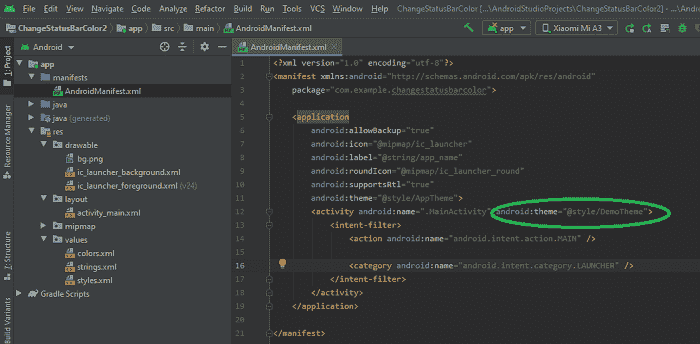 File Edit View Navigate Code Analyze Refactor Build Run Tools VCS Window Help ChangeStatusBarColor [...\AndroidStudioProjects\ChangeStatusBarColor2] - ...\And
ChangeStatusBarColor2 app src main AndroidManifest.xml app Xiaomi Mi A3
Android
AndroidManifest.xml
1: Project
Resource Manager
7: Structure
Build Variants
app
manifests
AndroidManifest.xml
java
java (generated)
res
drawable
bg.png
ic_launcher_background.xml
ic_launcher_foreground.xml (v24)
layout
activity_main.xml
mipmap
values
colors.xml
strings.xml
styles.xml
Gradle Scripts
1 <?xml version="1.0" encoding="utf-8"?>
2 <manifest xmlns:android="http://schemas.android.com/apk/res/android"
3 package="com.example.changestatusbarcolor">
4
5 <application
6 android:allowBackup="true"
7 android:icon="@mipmap/ic_launcher"
8 android:label="@string/app_name"
9 android:roundIcon="@mipmap/ic_launcher_round"
10 android:supportsRtl="true"
11 android:theme="@style/AppTheme">
12 <activity android:name=".MainActivity" android:theme="@style/DemoTheme">
13 <intent-filter>
14 <action android:name="android.intent.action.MAIN" />
15
16 <category android:name="android.intent.category.LAUNCHER" />
17 </intent-filter>
18 </activity>
19 </application>
20
21 </manifest>